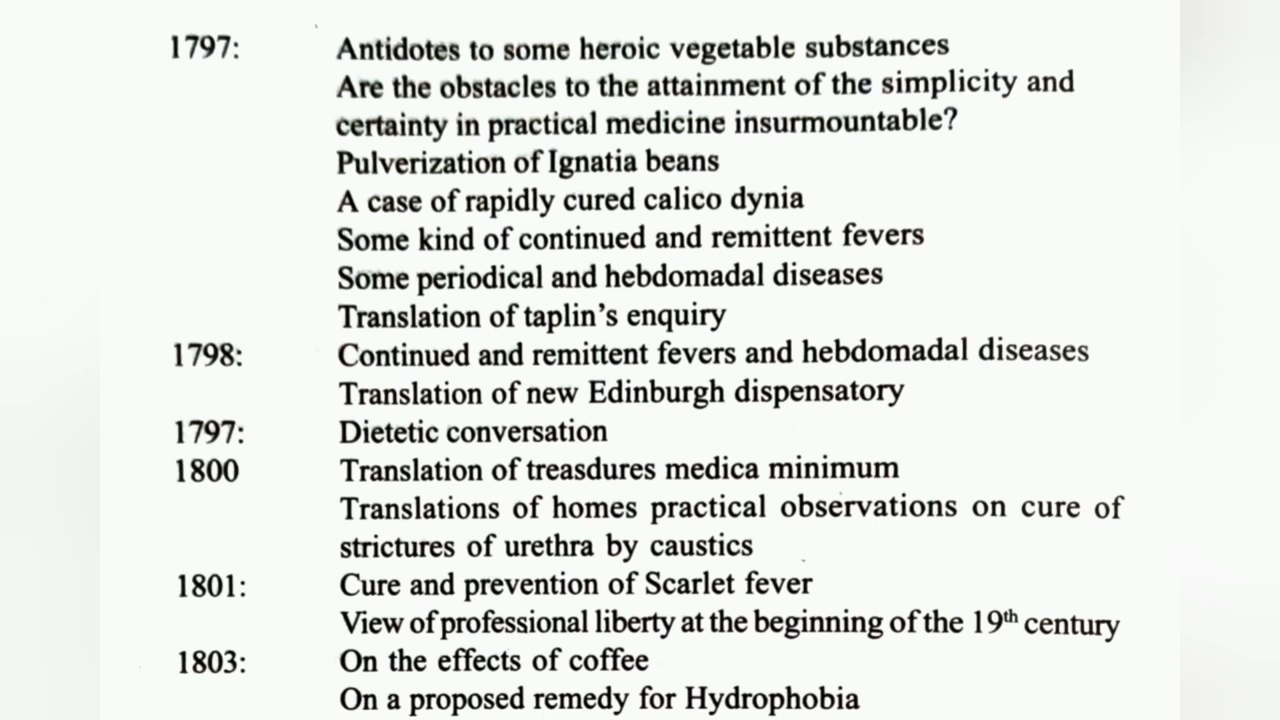 1797: Antidotes to some heroic vegetable substances
Are the obstacles to the attainment of the simplicity and
certainty in practical medicine insurmountable?
Pulverization of Ignatia beans
A case of rapidly cured calico dynia
Some kind of continued and remittent fevers
Some periodical and hebdomadal diseases
Translation of taplin's enquiry
1798: Continued and remittent fevers and hebdomadal diseases
Translation of new Edinburgh dispensatory
1797: Dietetic conversation
1800 Translation of treasdures medica minimum
Translations of homes practical observations on cure of
strictures of urethra by caustics
1801: Cure and prevention of Scarlet fever
View of professional liberty at the beginning of the 19th century
1803: On the effects of coffee
On a proposed remedy for Hydrophobia